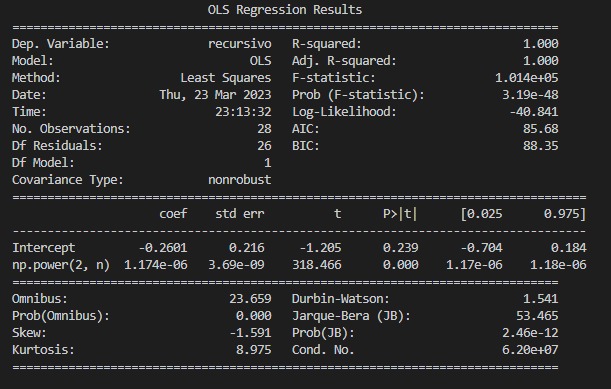 OLS Regression Results
==============================================================================
Dep. Variable: recursivo R-squared: 1.000
Model: OLS Adj. R-squared: 1.000
Method: Least Squares F-statistic: 1.014e+05
Date: Thu, 23 Mar 2023 Prob (F-statistic): 3.19e-48
Time: 23:13:32 Log-Likelihood: -40.841
No. Observations: 28 AIC: 85.68
Df Residuals: 26 BIC: 88.35
Df Model: 1
Covariance Type: nonrobust
==================================================================================
coef std err t P>|t| [0.025 0.975]
----------------------------------------------------------------------------------
Intercept -0.2601 0.216 -1.205 0.239 -0.704 0.184
np.power(2, n) 1.174e-06 3.69e-09 318.466 0.000 1.17e-06 1.18e-06
==============================================================================
Omnibus: 23.659 Durbin-Watson: 1.541
Prob(Omnibus): 0.000 Jarque-Bera (JB): 53.465
Skew: -1.591 Prob(JB): 2.46e-12
Kurtosis: 8.975 Cond. No. 6.20e+07
==============================================================================